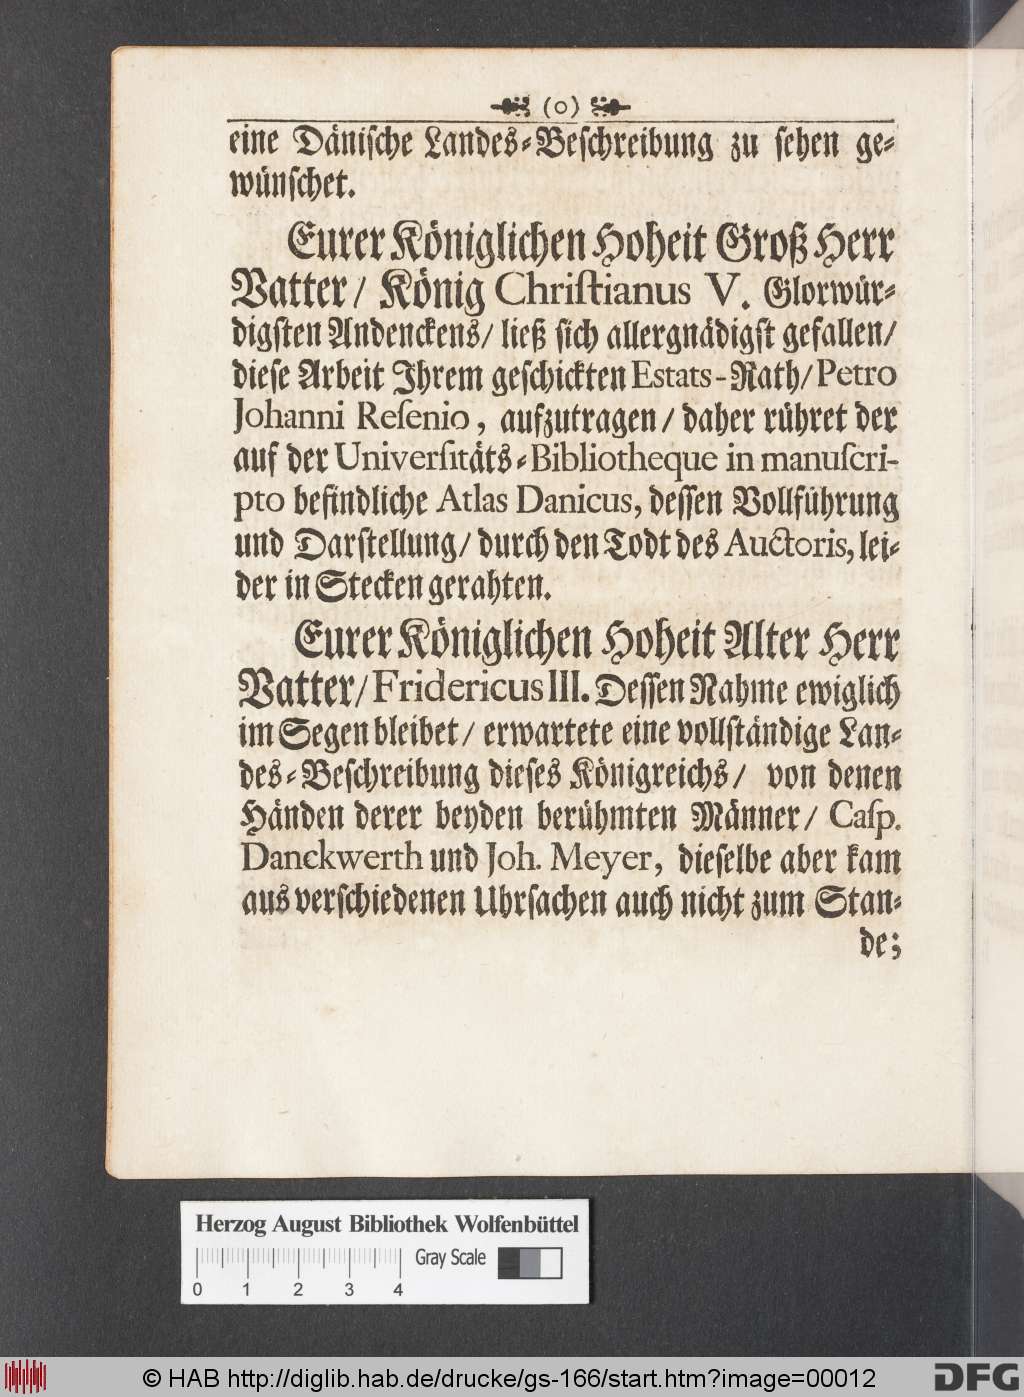 (o)
eine Dänische Landes-Beschreibung zu sehen ge-
wünschet.
Eurer Königlichen Hoheit Groß Herr
Vatter/ König Chriſtianus V. Glorwür-
digsten Andenckens/ ließ sich allergnädigst gefallen/
diese Arbeit Ihrem geschickten Estats-Rath/ Petro
Johanni Reſenio, aufzutragen/ daher rühret der
auf der Univerſitäts-Bibliotheque in manuſcri-
pto befindliche Atlas Danicus, dessen Vollführung
und Darstellung/ durch den Todt des Auctoris, lei-
der in Stecken gerahten.
Eurer Königlichen Hoheit Alter Herr
Vatter/ Fridericus III. Dessen Nahme ewiglich
im Segen bleibet/ erwartete eine vollständige Lan-
des-Beschreibung dieses Königreichs/ von denen
Händen derer beyden berühmten Männer/ Caſp.
Danckwerth und Joh. Meyer, dieselbe aber kam
aus verschiedenen Uhrsachen auch nicht zum Stan-
de;
Herzog August Bibliothek Wolfenbüttel
Gray Scale
0 1 2 3 4
© HAB http://diglib.hab.de/drucke/gs-166/start.htm?image=00012
DFG